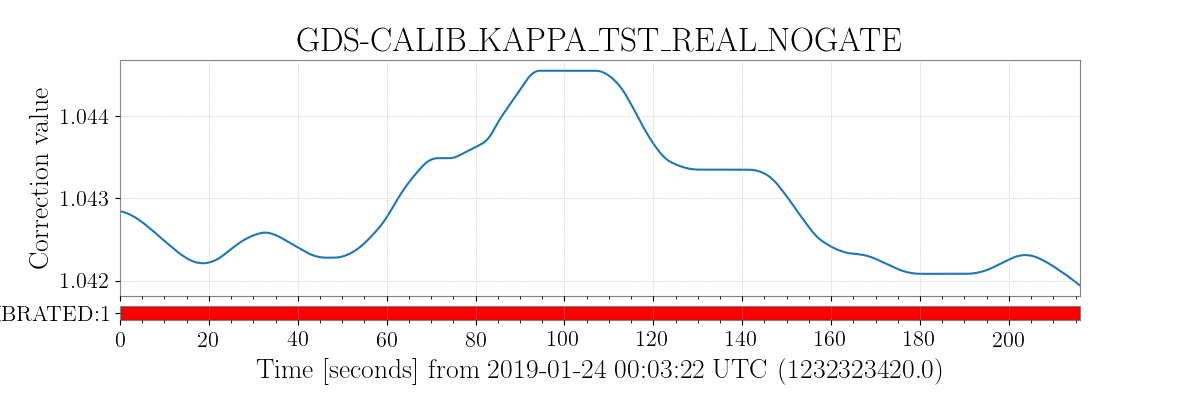 GDS-CALIB_KAPPA_TST_REAL_NOGATE
Correction value
1.044
1.043
1.042
IBRATED:1
0 20 40 60 80 100 120 140 160 180 200
Time [seconds] from 2019-01-24 00:03:22 UTC (1232323420.0)